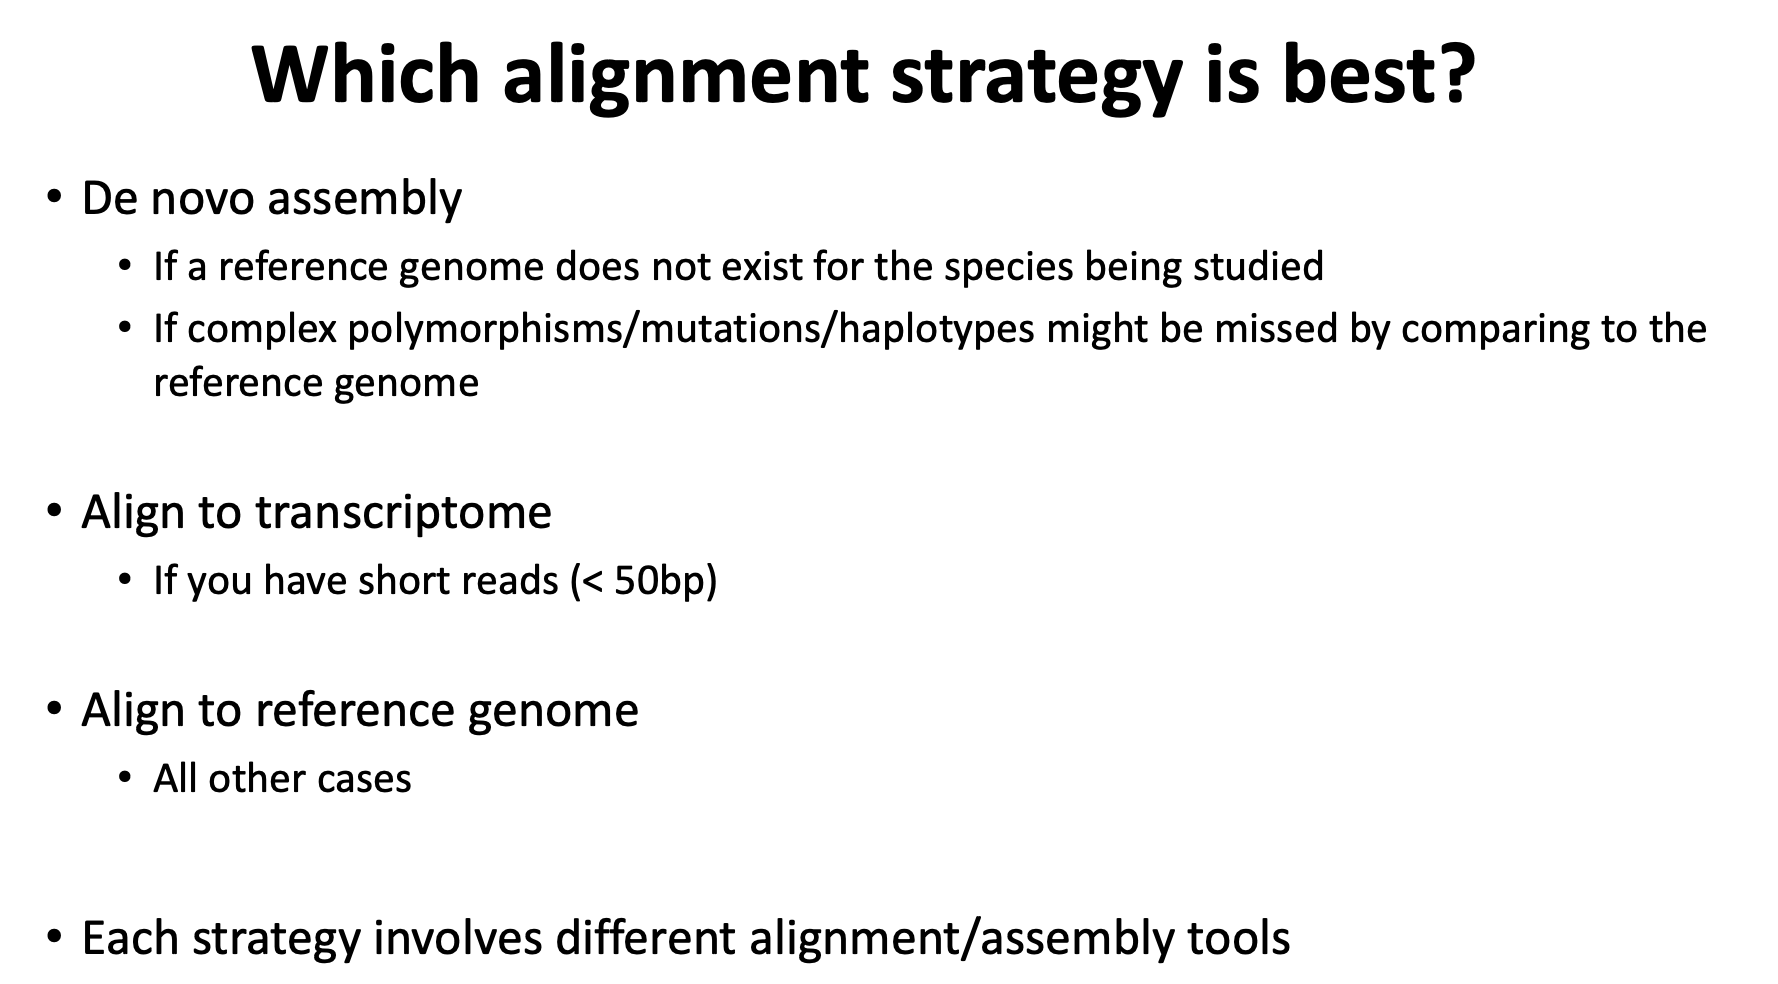 Which alignment strategy is best?
• De novo assembly
• If a reference genome does not exist for the species being studied
• If complex polymorphisms/mutations/haplotypes might be missed by comparing to the
reference genome
• Align to transcriptome
• If you have short reads (< 50bp)
• Align to reference genome
• All other cases
• Each strategy involves different alignment/assembly tools